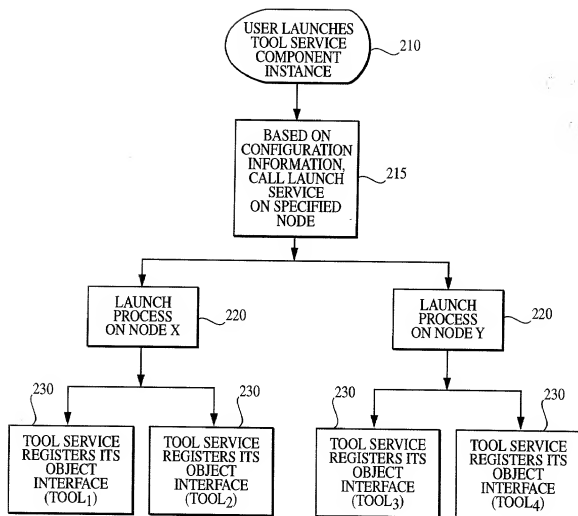 USER LAUNCHES
TOOL SERVICE
COMPONENT
INSTANCE
210
BASED ON
CONFIGURATION
INFORMATION,
CALL LAUNCH
SERVICE
ON SPECIFIED
NODE
215
LAUNCH
PROCESS
ON NODE X
220
LAUNCH
PROCESS
ON NODE Y
220
230
TOOL SERVICE
REGISTERS ITS
OBJECT
INTERFACE
(TOOL₁)
230
TOOL SERVICE
REGISTERS ITS
OBJECT
INTERFACE
(TOOL₂)
230
TOOL SERVICE
REGISTERS ITS
OBJECT
INTERFACE
(TOOL₃)
230
TOOL SERVICE
REGISTERS ITS
OBJECT
INTERFACE
(TOOL₄)